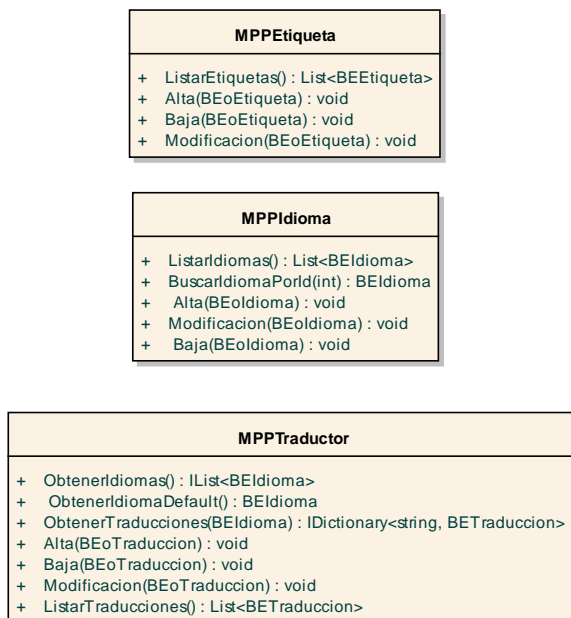 MPPEtiqueta
+ ListarEtiquetas() : List<BEEtiqueta>
+ Alta(BEoEtiqueta) : void
+ Baja(BEoEtiqueta) : void
+ Modificacion(BEoEtiqueta) : void
MPPIdioma
+ ListarIdiomas() : List<BEIdioma>
+ BuscarIdiomaPorId(int) : BEIdioma
+ Alta(BEoIdioma) : void
+ Modificacion(BEoIdioma) : void
+ Baja(BEoIdioma) : void
MPPTraductor
+ ObtenerIdiomas() : IList<BEIdioma>
+ ObtenerIdiomaDefault() : BEIdioma
+ ObtenerTraducciones(BEIdioma) : IDictionary<string, BETraduccion>
+ Alta(BEoTraduccion) : void
+ Baja(BEoTraduccion) : void
+ Modificacion(BEoTraduccion) : void
+ ListarTraducciones() : List<BETraduccion>